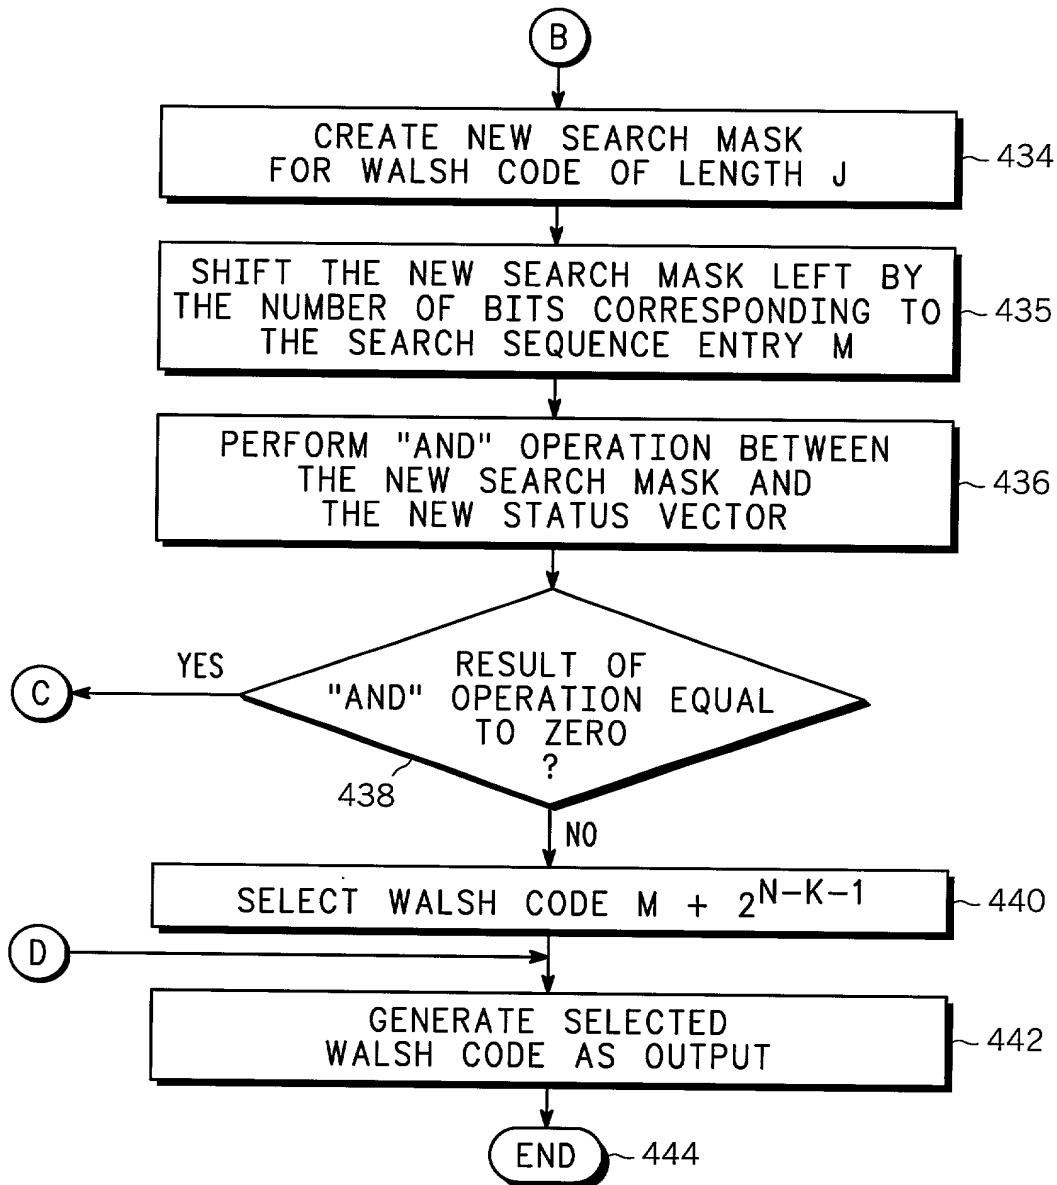 B
CREATE NEW SEARCH MASK
FOR WALSH CODE OF LENGTH J
434
SHIFT THE NEW SEARCH MASK LEFT BY
THE NUMBER OF BITS CORRESPONDING TO
THE SEARCH SEQUENCE ENTRY M
435
PERFORM "AND" OPERATION BETWEEN
THE NEW SEARCH MASK AND
THE NEW STATUS VECTOR
436
YES
C
RESULT OF
"AND" OPERATION EQUAL
TO ZERO
?
438
NO
SELECT WALSH CODE M + 2^{N-K-1}
440
D
GENERATE SELECTED
WALSH CODE AS OUTPUT
442
END
444